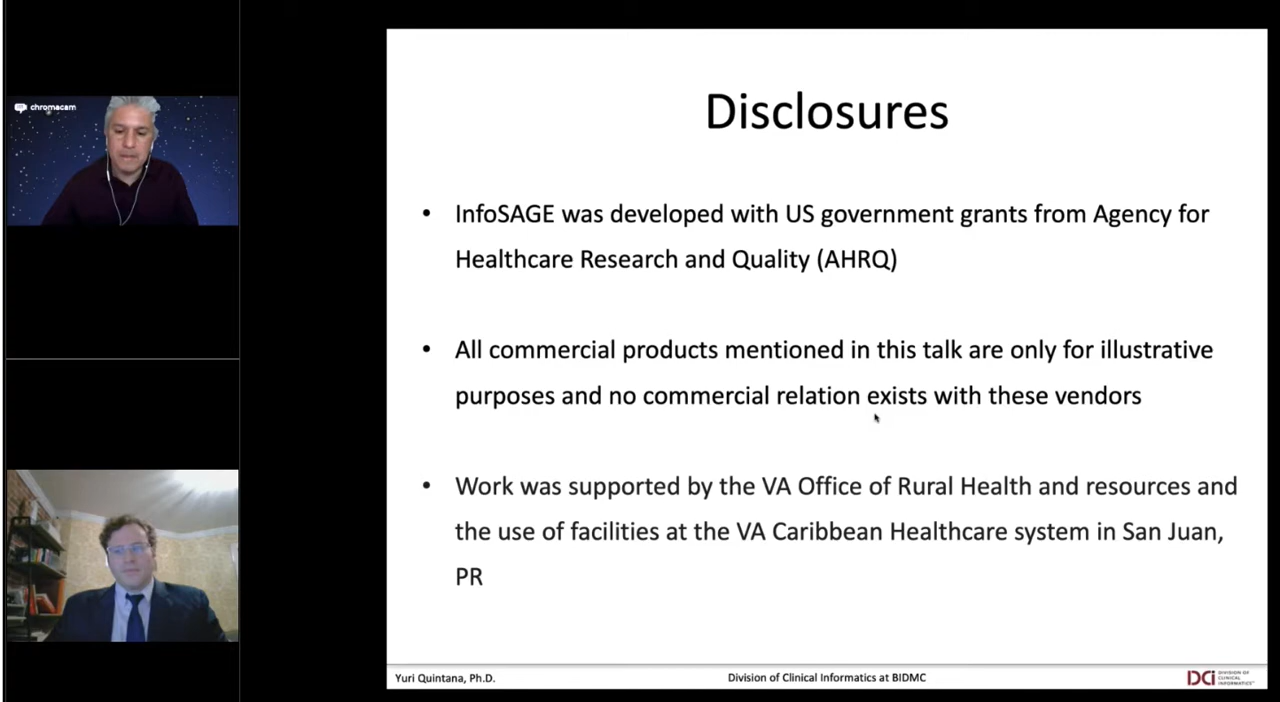 chromacam
Disclosures
• InfoSAGE was developed with US government grants from Agency for
Healthcare Research and Quality (AHRQ)
• All commercial products mentioned in this talk are only for illustrative
purposes and no commercial relation exists with these vendors
• Work was supported by the VA Office of Rural Health and resources and
the use of facilities at the VA Caribbean Healthcare system in San Juan,
PR
Yuri Quintana, Ph.D.
Division of Clinical Informatics at BIDMC
DCi
DIVISION OF
CLINICAL
INFORMATICS